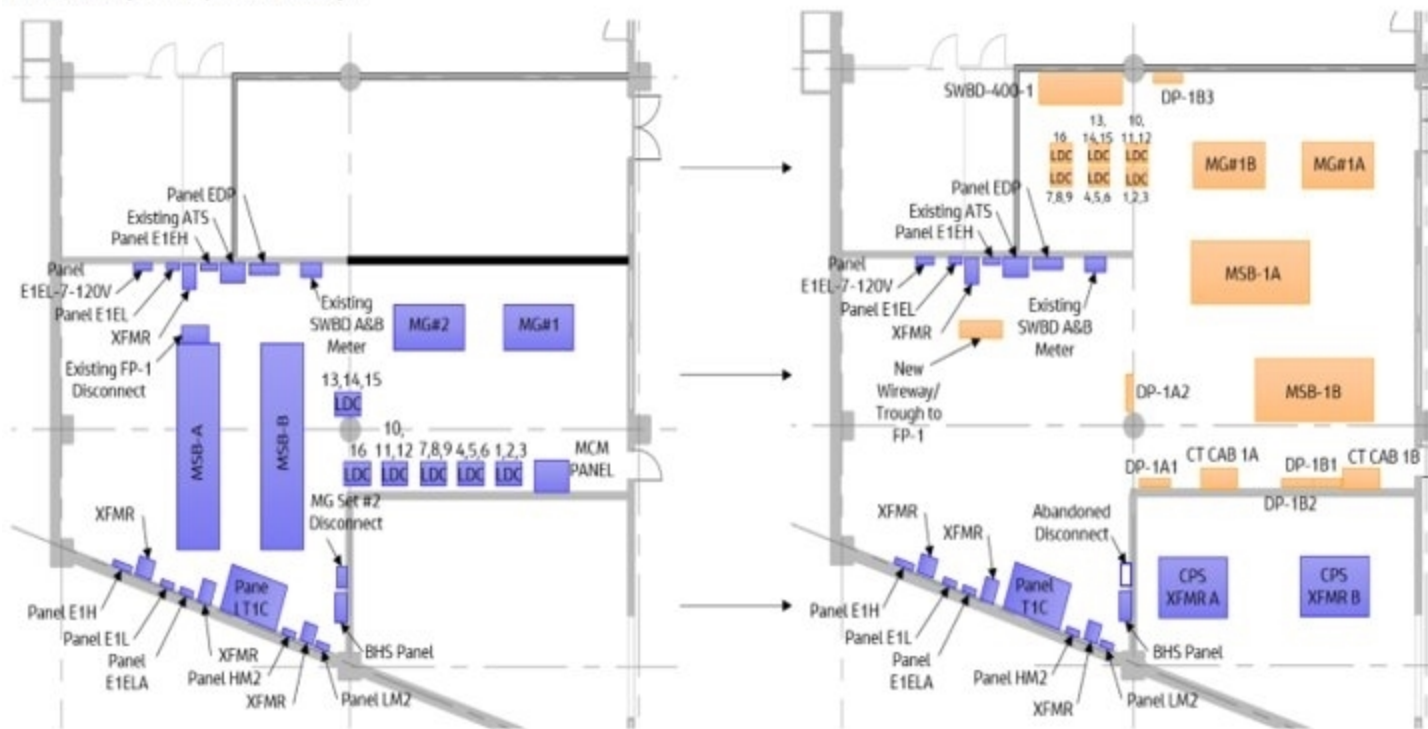 Panel EDP
Existing ATS
Panel E1EH
Panel
E1EL-7-120V
Panel E1EL
XFMR
Existing FP-1
Disconnect
Existing
SWBD A&B
Meter
MG#2
MG#1
MSB-A
MSB-B
13,14,15
LDC
10,
16
11,12
7,8,9
4,5,6
1,2,3
LDC
LDC
LDC
LDC
LDC
MCM
PANEL
MG Set #2
Disconnect
XFMR
Pane
LT1C
Panel E1H
Panel E1L
Panel
E1ELA
XFMR
Panel HM2
XFMR
BHS Panel
Panel LM2
SWBD-400-1
DP-1B3
13,
10,
16
14,15
11,12
LDC
LDC
LDC
LDC
LDC
LDC
7,8,9
4,5,6
1,2,3
MG#1B
MG#1A
Panel EDP
Existing ATS
Panel E1EH
Panel
E1EL-7-120V
Panel E1EL
XFMR
Existing
SWBD A&B
Meter
New
Wireway/
Trough to
FP-1
MSB-1A
MSB-1B
DP-1A2
DP-1A1
CT CAB 1A
DP-1B1
CT CAB 1B
DP-1B2
Abandoned
Disconnect
XFMR
XFMR
Panel
T1C
CPS
XFMR A
CPS
XFMR B
Panel E1H
Panel E1L
Panel
E1ELA
Panel HM2
XFMR
BHS Panel
Panel LM2